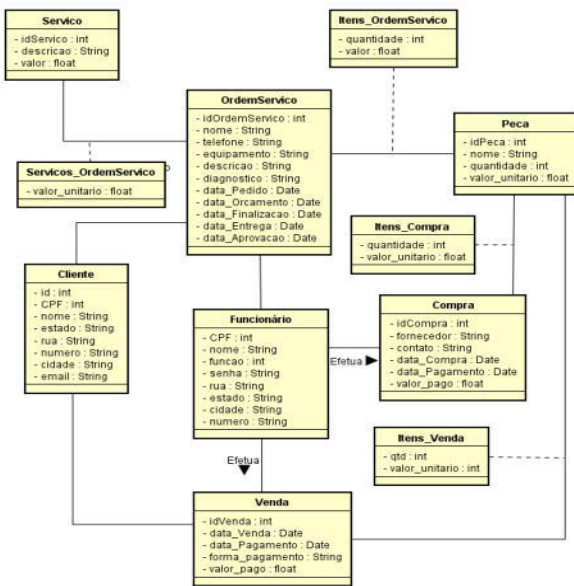 Servico
- idServico : int
- descricao : String
- valor : float
Itens_OrdemServico
- quantidade : int
- valor : float
OrdemServico
- idOrdemServico : int
- nome : String
- telefone : String
- equipamento : String
- descricao : String
- diagnostico : String
- data_Pedido : Date
- data_Orcamento : Date
- data_Finalizacao : Date
- data_Entrega : Date
- data_Aprovacao : Date
Peca
- idPeca : int
- nome : String
- quantidade : int
- valor_unitario : float
Servicos_OrdemServico
- valor_unitario : float
Itens_Compra
- quantidade : int
- valor_unitario : float
Cliente
- id : int
- CPF : int
- nome : String
- estado : String
- rua : String
- numero : String
- cidade : String
- email : String
Funcionário
- CPF : int
- nome : String
- funcao : int
- senha : String
- rua : String
- estado : String
- cidade : String
- numero : String
Efetua
Compra
- idCompra : int
- fornecedor : String
- contato : String
- data_Compra : Date
- data_Pagamento : Date
- valor_pago : float
Itens_Venda
- qtd : int
- valor_unitario : int
Efetua
Venda
- idVenda : int
- data_Venda : Date
- data_Pagamento : Date
- forma_pagamento : String
- valor_pago : float